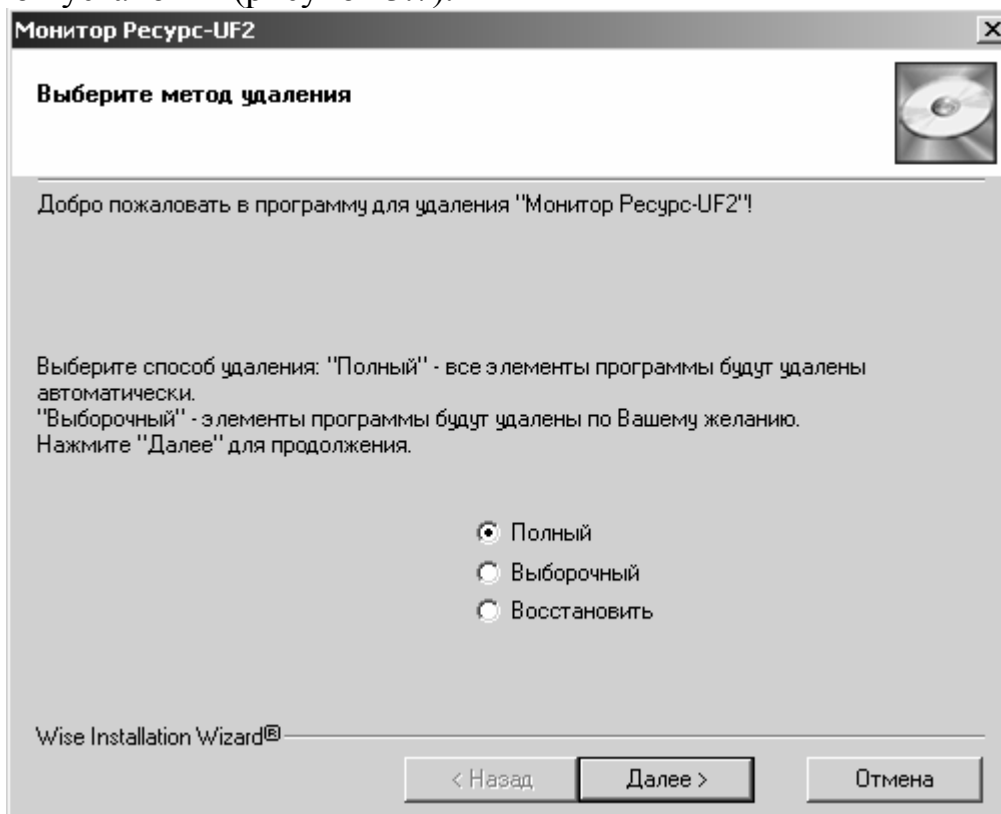 Монитор Ресурс-UF2
Выберите метод удаления
Добро пожаловать в программу для удаления "Монитор Ресурс-UF2"!
Выберите способ удаления: "Полный" - все элементы программы будут удалены
автоматически.
"Выборочный" - элементы программы будут удалены по Вашему желанию.
Нажмите "Далее" для продолжения.
Полный
Выборочный
Восстановить
Wise Installation Wizard®
< Назад
Далее >
Отмена